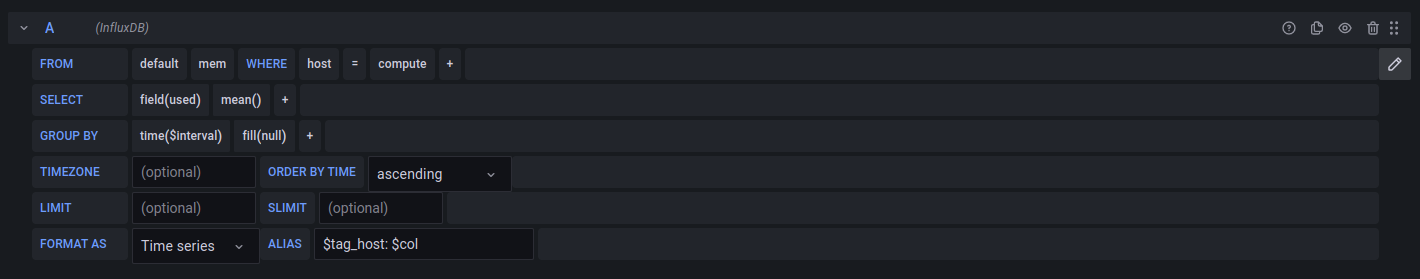 A (InfluxDB)
FROM default mem WHERE host = compute +
SELECT field(used) mean() +
GROUP BY time($interval) fill(null) +
TIMEZONE (optional) ORDER BY TIME ascending
LIMIT (optional) SLIMIT (optional)
FORMAT AS Time series ALIAS $tag_host: $col